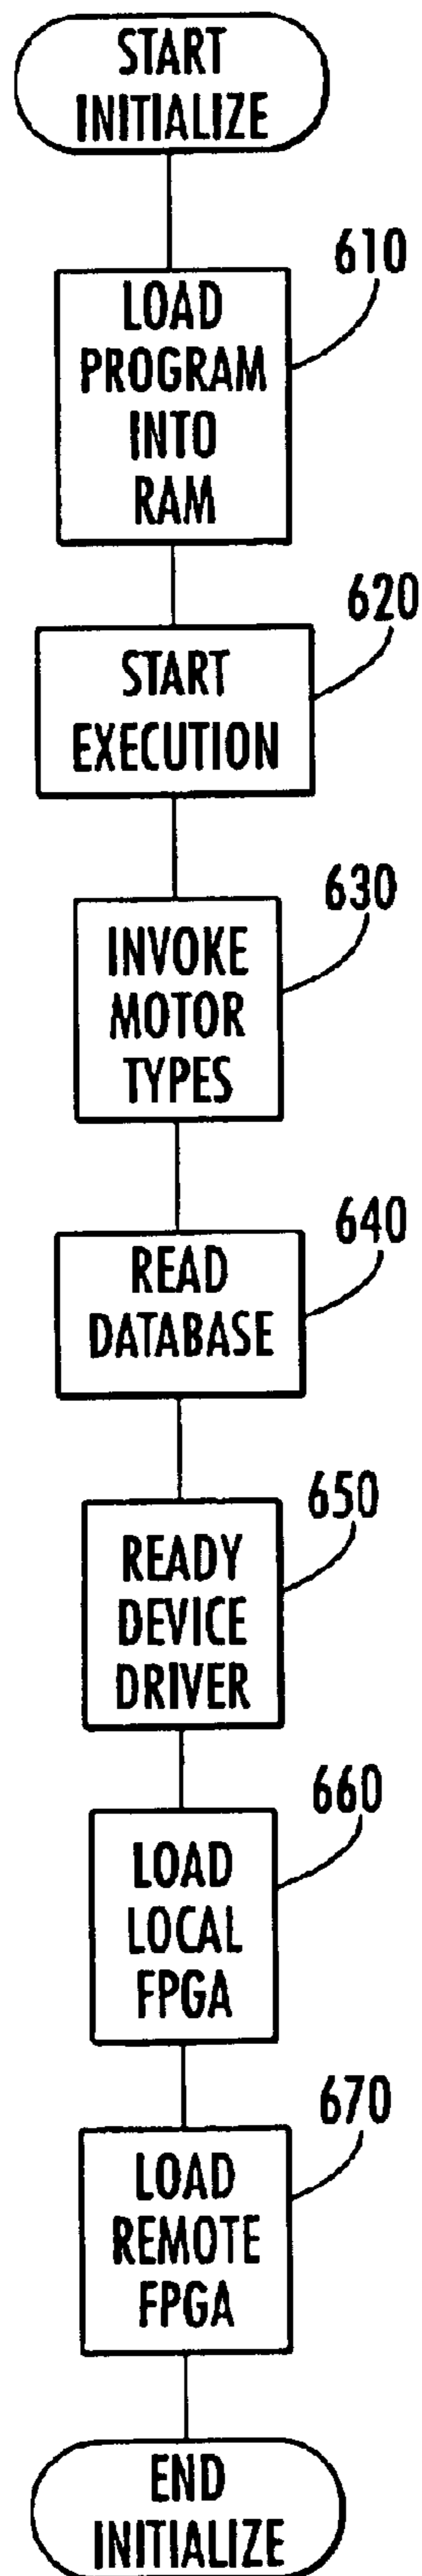 START
INITIALIZE
610
LOAD
PROGRAM
INTO
RAM
620
START
EXECUTION
630
INVOKE
MOTOR
TYPES
640
READ
DATABASE
650
READY
DEVICE
DRIVER
660
LOAD
LOCAL
FPGA
670
LOAD
REMOTE
FPGA
END
INITIALIZE